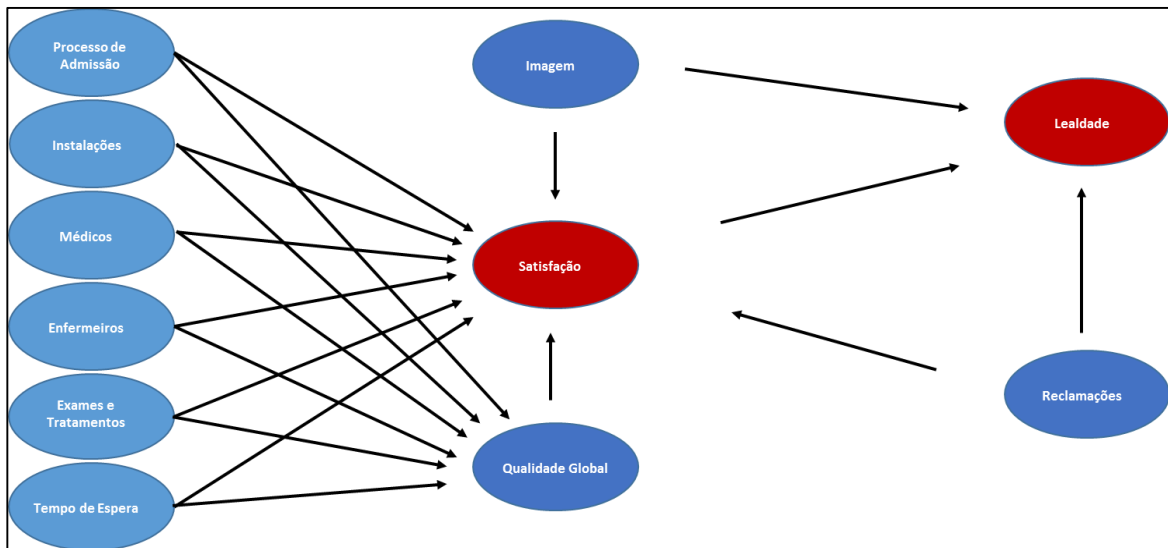 Processo de
Admissão
Instalações
Médicos
Enfermeiros
Exames e
Tratamentos
Tempo de Espera
Imagem
Satisfação
Qualidade Global
Lealdade
Reclamações